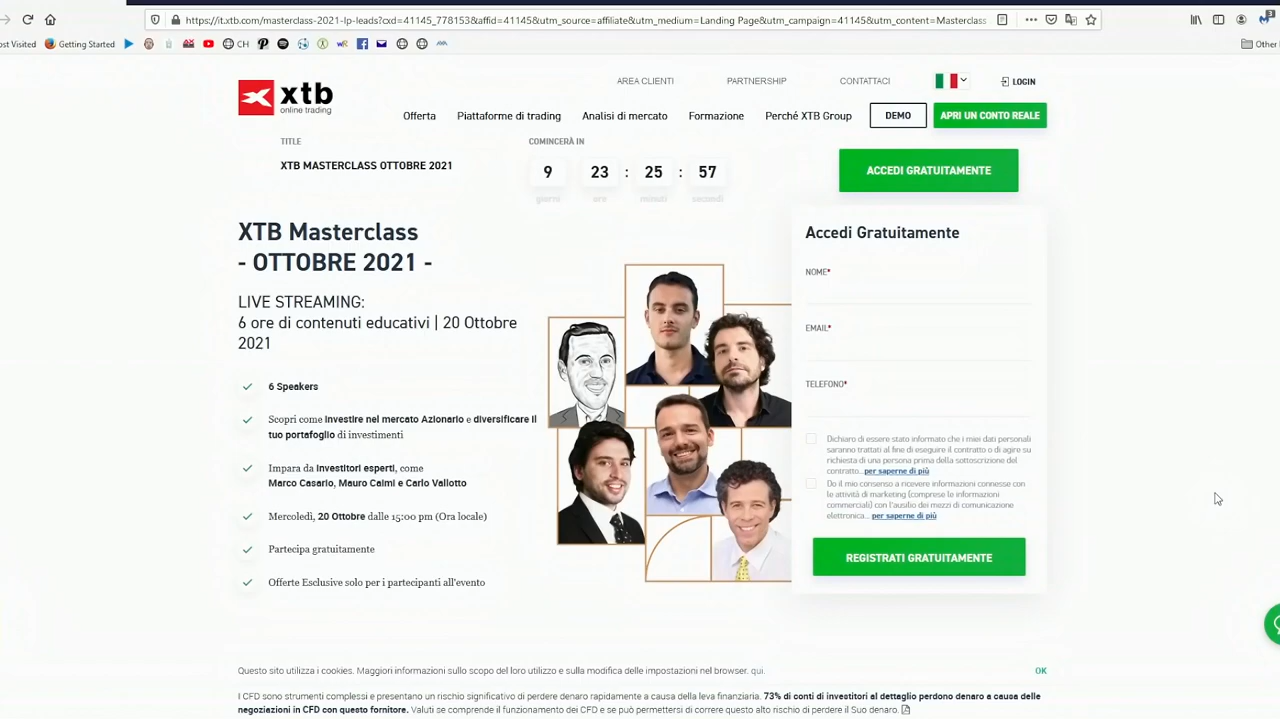 https://it.xtb.com/masterclass-2021-lp-leads?cxd=41145_778153&affid=41145&utm_source=affiliate&utm_medium=Landing Page&utm_campaign=41145&utm_content=Masterclass
ost Visited
Getting Started
CH
Other
AREA CLIENTI
PARTNERSHIP
CONTATTACI
LOGIN
xtb
online trading
Offerta
Piattaforme di trading
Analisi di mercato
Formazione
Perché XTB Group
DEMO
APRI UN CONTO REALE
TITLE
XTB MASTERCLASS OTTOBRE 2021
COMINCERÀ IN
9 23 : 25 : 57
giorni ore minuti secondi
ACCEDI GRATUITAMENTE
XTB Masterclass
- OTTOBRE 2021 -
LIVE STREAMING:
6 ore di contenuti educativi | 20 Ottobre
2021
6 Speakers
Scopri come investire nel mercato Azionario e diversificare il
tuo portafoglio di investimenti
Impara da investitori esperti, come
Marco Casario, Mauro Caimi e Carlo Vallotto
Mercoledì, 20 Ottobre dalle 15:00 pm (Ora locale)
Partecipa gratuitamente
Offerte Esclusive solo per i partecipanti all'evento
Accedi Gratuitamente
NOME*
EMAIL*
TELEFONO*
Dichiaro di essere stato informato che i miei dati personali
saranno trattati al fine di eseguire il contratto o di agire su
richiesta di una persona prima della sottoscrizione del
contratto...per saperne di più
Do il mio consenso a ricevere informazioni connesse con
le attività di marketing (comprese le informazioni
commerciali) con l'ausilio dei mezzi di comunicazione
elettronica... per saperne di più
REGISTRATI GRATUITAMENTE
Questo sito utilizza i cookies. Maggiori informazioni sullo scopo del loro utilizzo e sulla modifica delle impostazioni nel browser. qui.
OK
I CFD sono strumenti complessi e presentano un rischio significativo di perdere denaro rapidamente a causa della leva finanziaria. 73% di conti di investitori al dettaglio perdono denaro a causa delle
negoziazioni in CFD con questo fornitore. Valuti se comprende il funzionamento dei CFD e se può permettersi di correre questo alto rischio di perdere il Suo denaro.